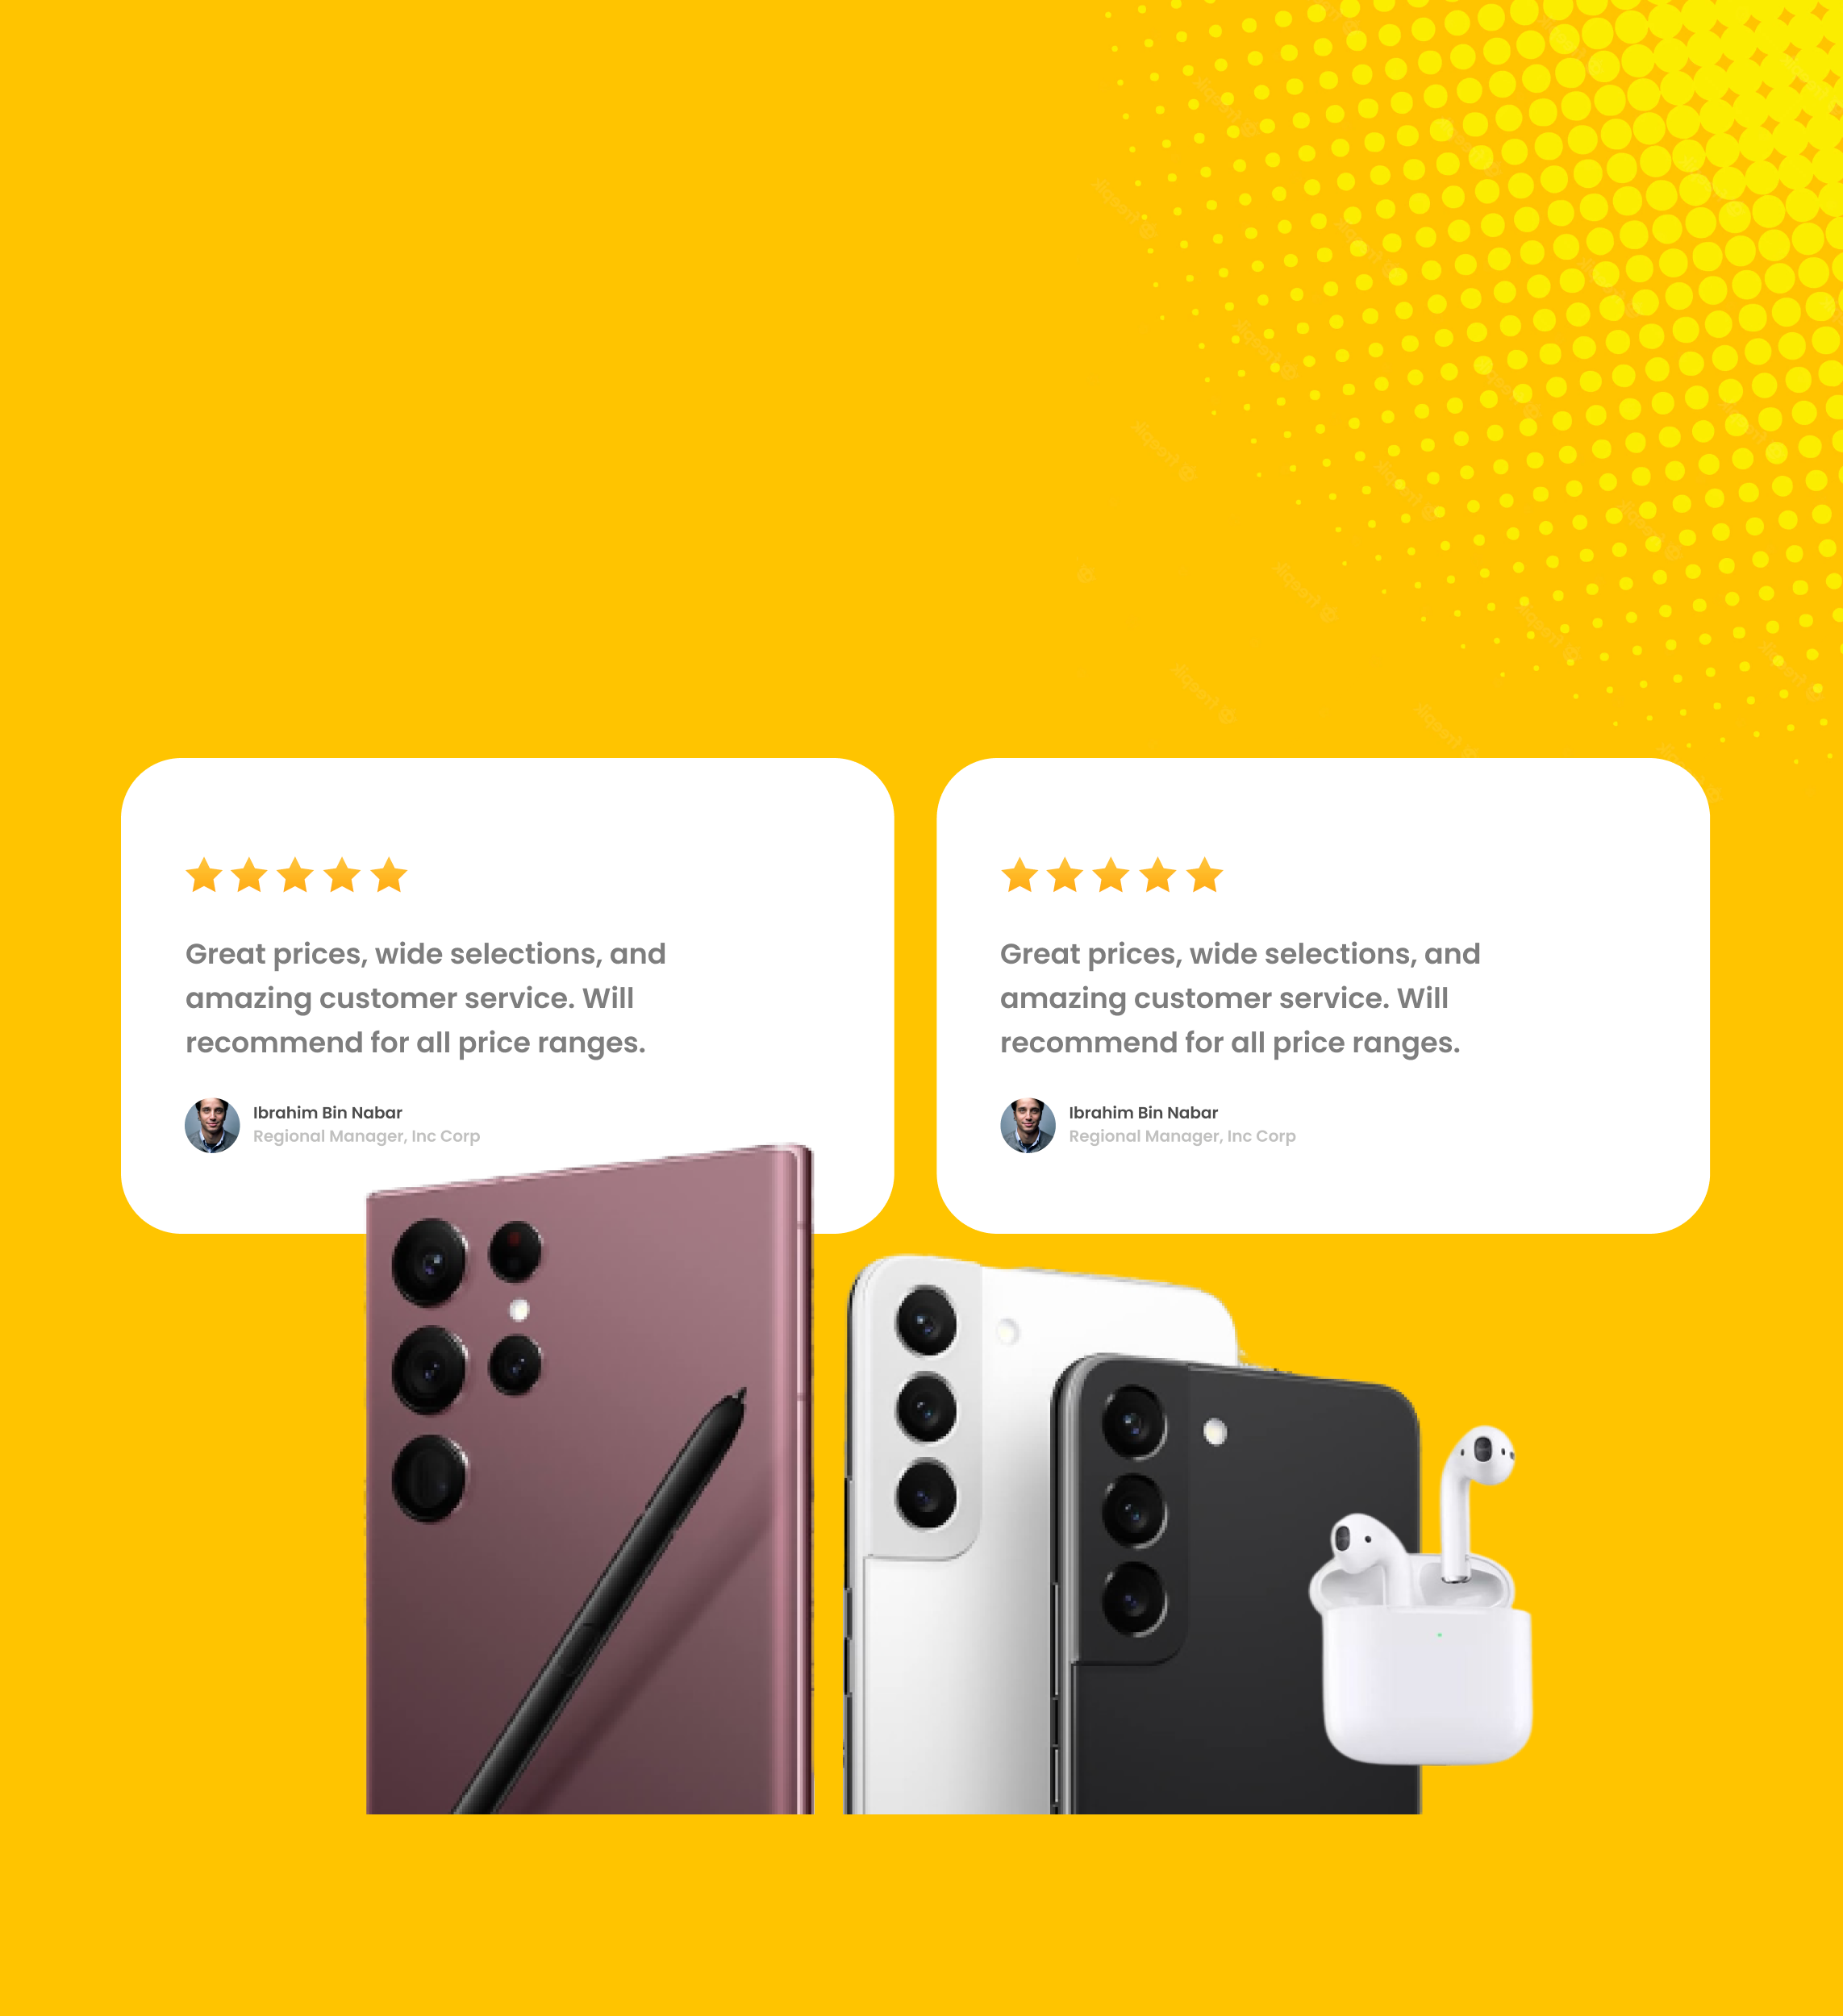 Great prices, wide selections, and
amazing customer service. Will
recommend for all price ranges.
Ibrahim Bin Nabar
Regional Manager, Inc Corp
Great prices, wide selections, and
amazing customer service. Will
recommend for all price ranges.
Ibrahim Bin Nabar
Regional Manager, Inc Corp